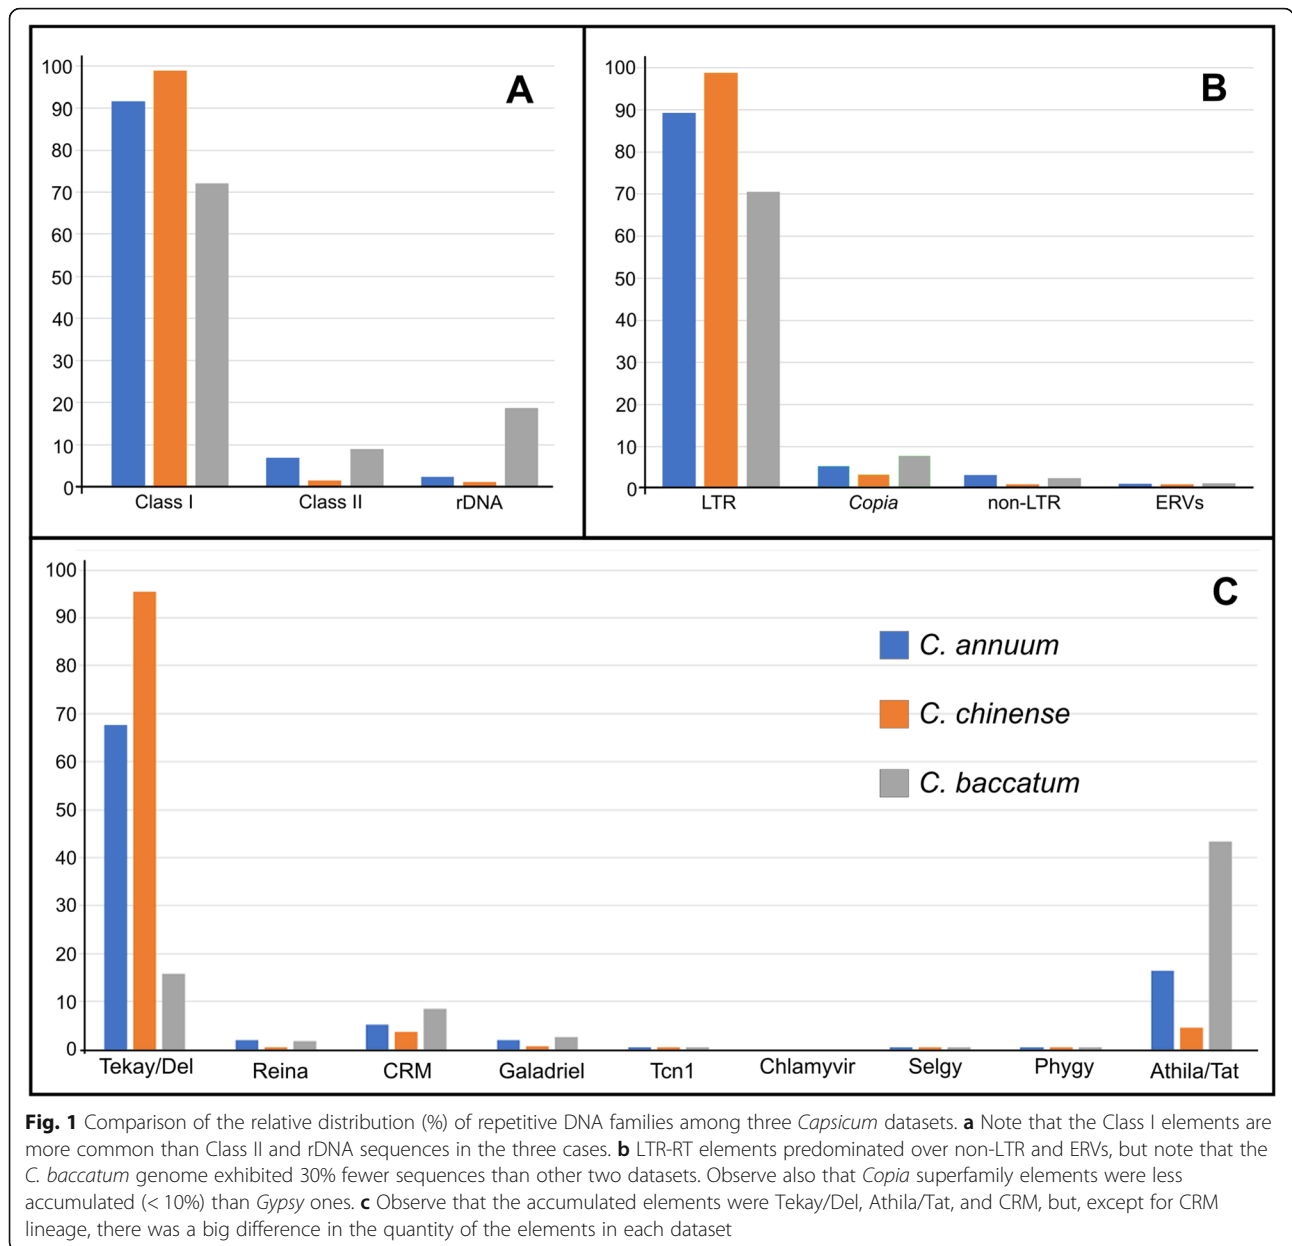 A
100
90
80
70
60
50
40
30
20
10
0
Class I Class II rDNA
B
100
90
80
70
60
50
40
30
20
10
0
LTR Copia non-LTR ERVs
C
100
90
80
70
60
50
40
30
20
10
0
C. annuum
C. chinense
C. baccatum
Tekay/Del Reina CRM Galadriel Tcn1 Chlamyvir Selgy Phygy Athila/Tat
Fig. 1 Comparison of the relative distribution (%) of repetitive DNA families among three Capsicum datasets. a Note that the Class I elements are
more common than Class II and rDNA sequences in the three cases. b LTR-RT elements predominated over non-LTR and ERVs, but note that the
C. baccatum genome exhibited 30% fewer sequences than other two datasets. Observe also that Copia superfamily elements were less
accumulated (< 10%) than Gypsy ones. c Observe that the accumulated elements were Tekay/Del, Athila/Tat, and CRM, but, except for CRM
lineage, there was a big difference in the quantity of the elements in each dataset